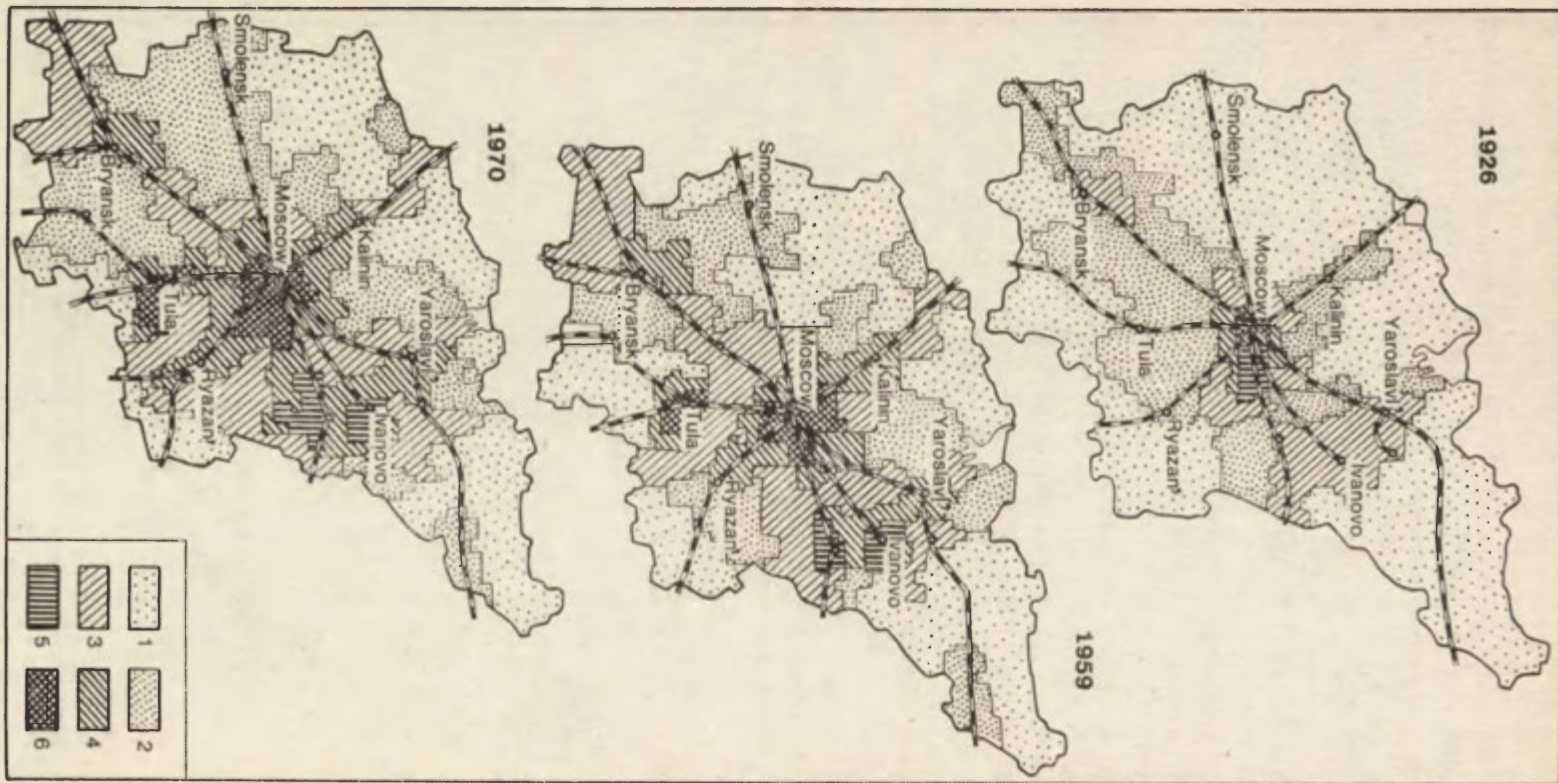 1926
Yaroslavl'
Ivanovo
Kalinin
Moscow
Smolensk
Ryazan'
Tula
Bryansk
1959
Yaroslavl'
Ivanovo
Kalinin
Moscow
Smolensk
Ryazan'
Tula
Bryansk
1970
Yaroslavl'
Ivanovo
Kalinin
Moscow
Smolensk
Ryazan'
Tula
Bryansk
1 2
3 4
5 6